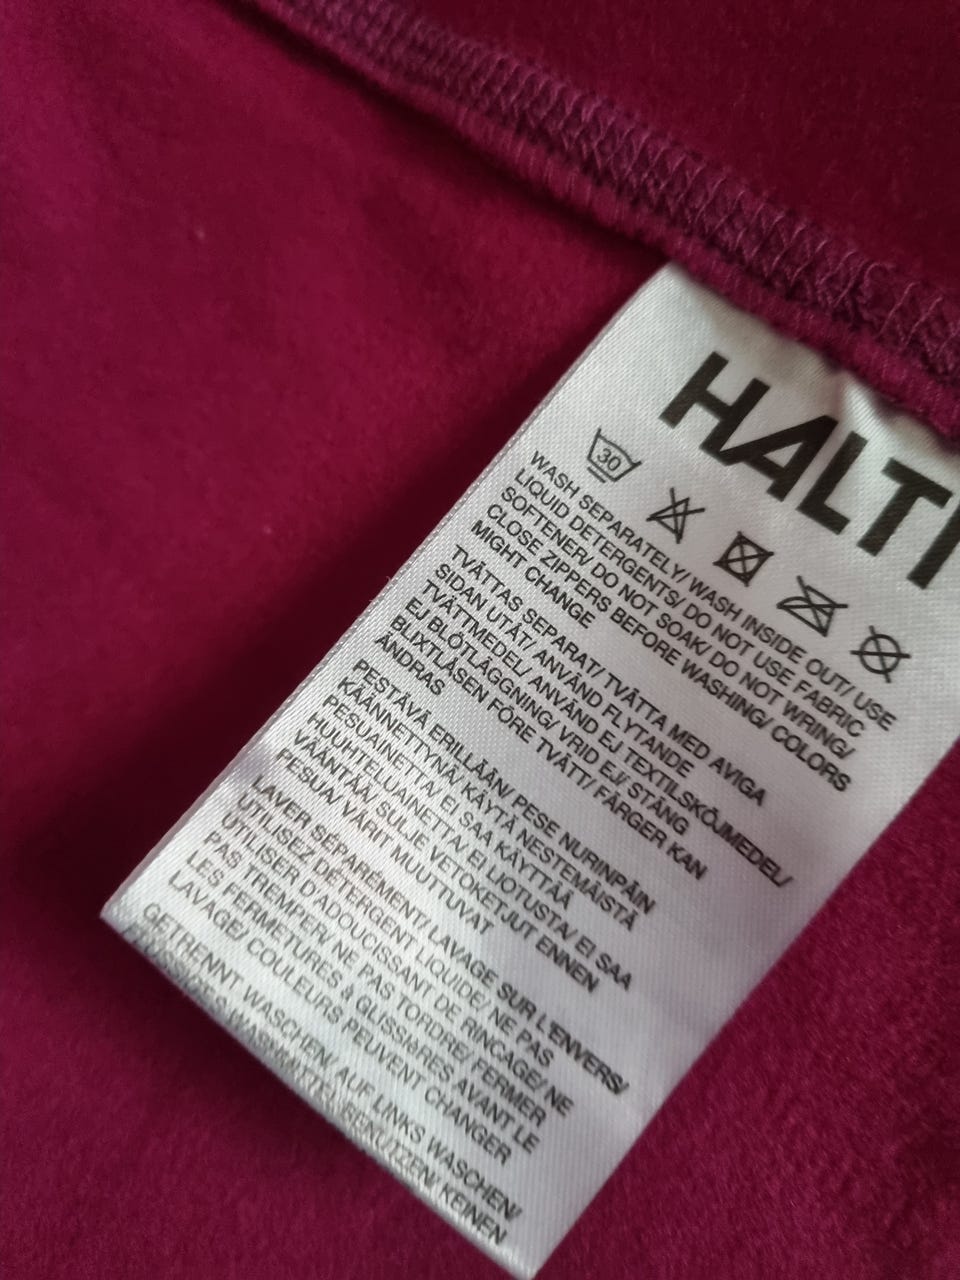 HALTI
30
WASH SEPARATELY/ WASH INSIDE OUT/ USE
LIQUID DETERGENTS/ DO NOT USE FABRIC
SOFTENER/ DO NOT SOAK/ DO NOT WRING/
CLOSE ZIPPERS BEFORE WASHING/ COLORS
MIGHT CHANGE
TVÄTTAS SEPARAT/ TVÄTTA MED AVIGA
SIDAN UTÅT/ ANVÄND FLYTANDE
TVÄTTMEDEL/ ANVÄND EJ TEXTILSKÖJMEDEL/
EJ BLÖTLÄGGNING/ VRID EJ/ STÄNG
BLIXTLÅSEN FÖRE TVÄTT/ FÄRGER KAN
ÄNDRAS
PESTÄVÄ ERILLÄÄN/ PESE NURINPÄIN
KÄÄNNETTYNÄ/ KÄYTÄ NESTEMÄISTÄ
PESUAINETTA/ EI SAA KÄYTTÄÄ
HUUHTELUAINETTA/ EI LIOTUSTA/ EI SAA
VÄÄNTÄÄ/ SULJE VETOKETJUT ENNEN
PESUA/ VÄRIT MUUTTUVAT
LAVER SÉPARÉMENT/ LAVAGE SUR L'ENVERS/
UTILISEZ DÉTERGENT LIQUIDE/ NE PAS
UTILISER D'ADOUCISSANT DE RINCAGE/ NE
PAS TREMPER/ NE PAS TORDRE/ FERMER
LES FERMETURES à GLISSIèRES AVANT LE
LAVAGE/ COULEURS PEUVENT CHANGER
GETRENNT WASCHEN/ AUF LINKS WASCHEN/
BENUTZEN/ KEINEN